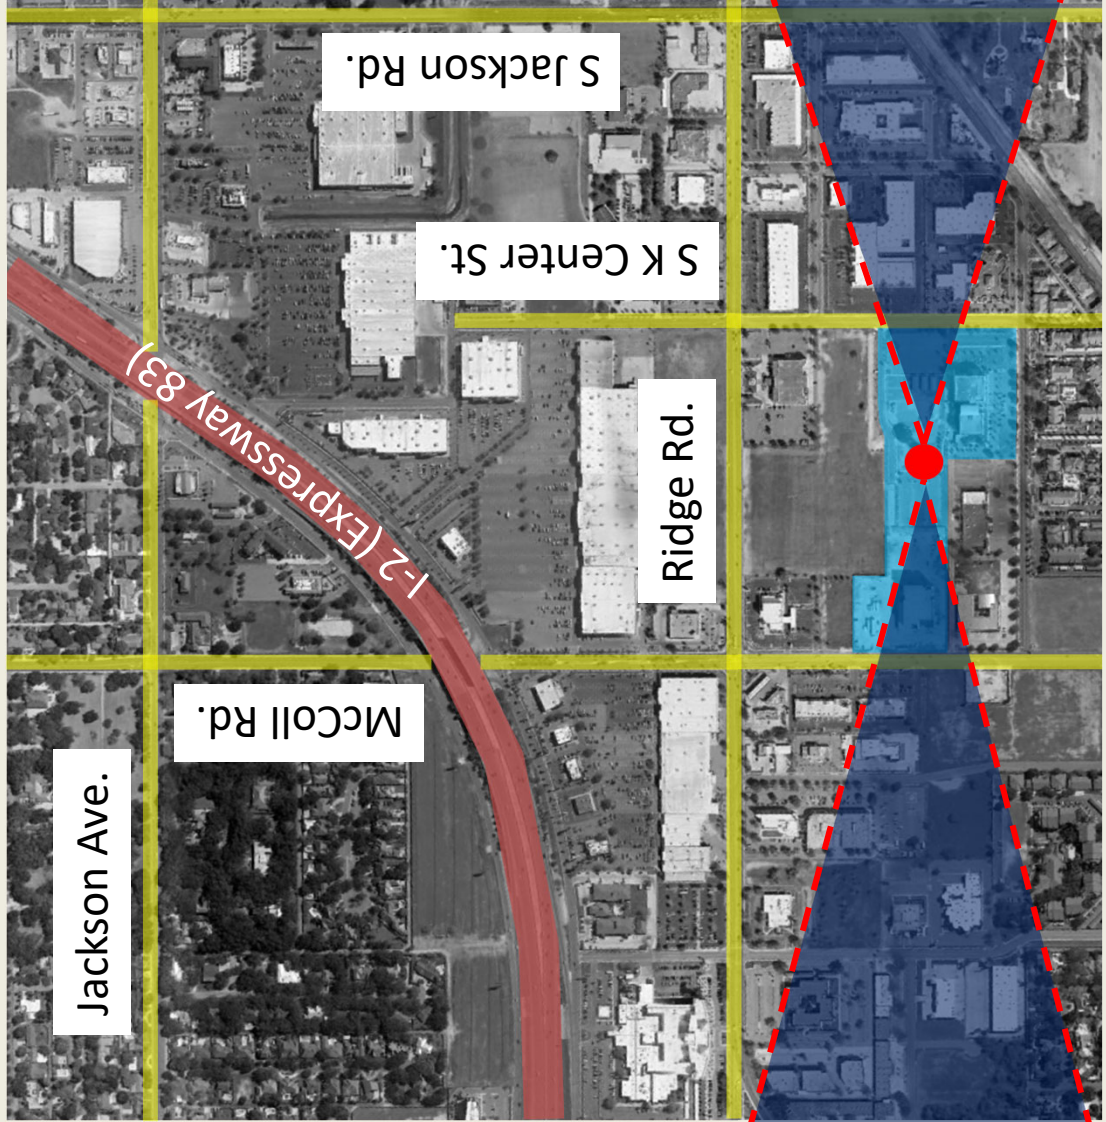 S Jackson Rd.
S K Center St.
I-2 (Expressway 83)
Ridge Rd.
McColl Rd.
Jackson Ave.